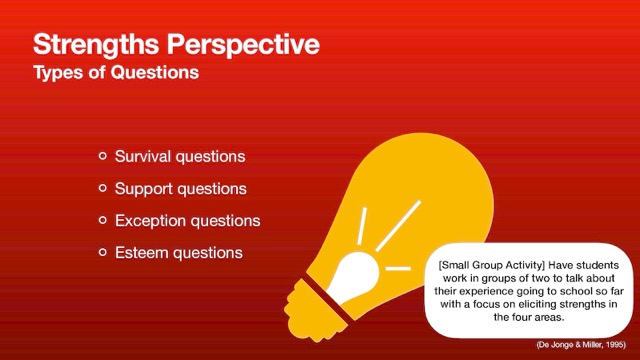 Strengths Perspective
Types of Questions
Survival questions
Support questions
Exception questions
Esteem questions
[Small Group Activity] Have students
work in groups of two to talk about
their experience going to school so far
with a focus on eliciting strengths in
the four areas.
(De Jonge & Miller, 1995)